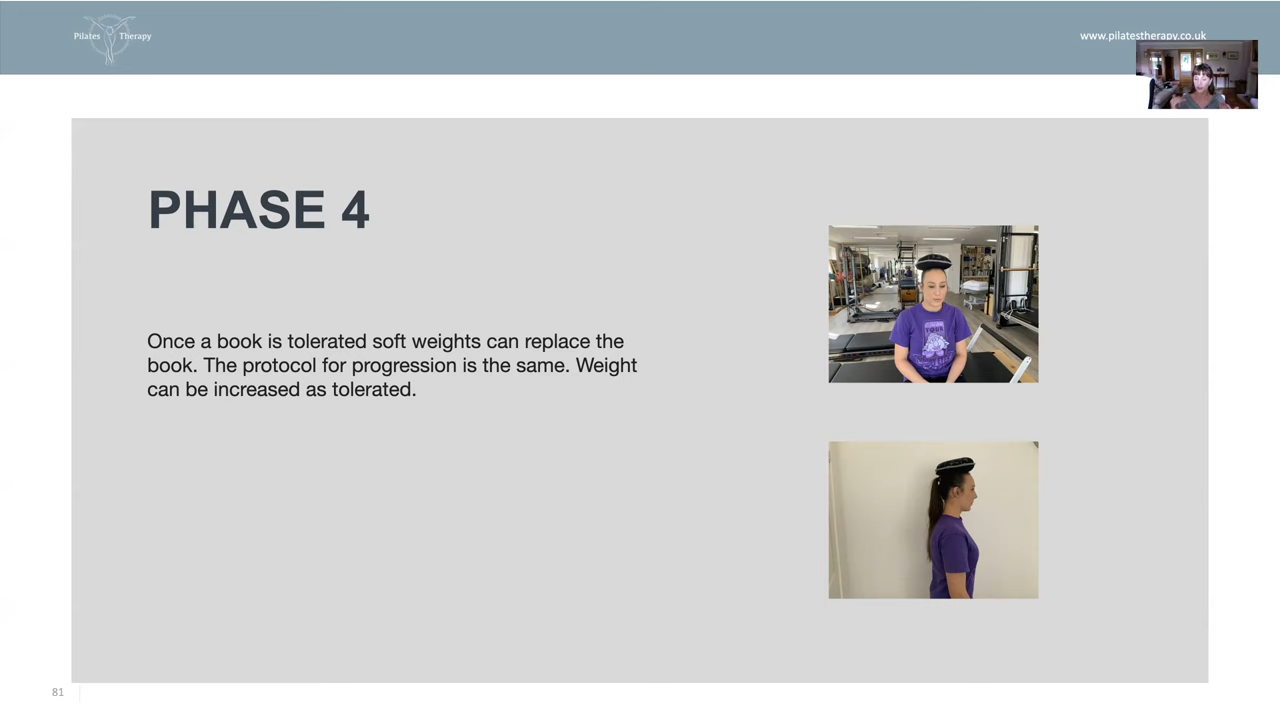 Pilates Therapy
www.pilatestherapy.co.uk
PHASE 4
Once a book is tolerated soft weights can replace the
book. The protocol for progression is the same. Weight
can be increased as tolerated.
81